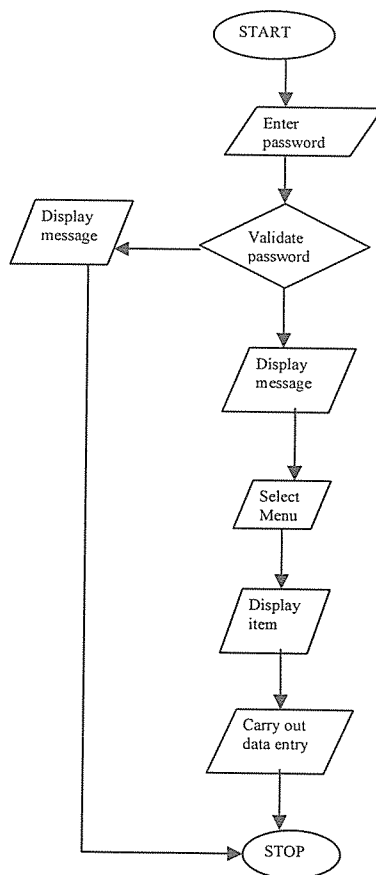 START
Enter
password
Display
message
Validate
password
Display
message
Select
Menu
Display
item
Carry out
data entry
STOP